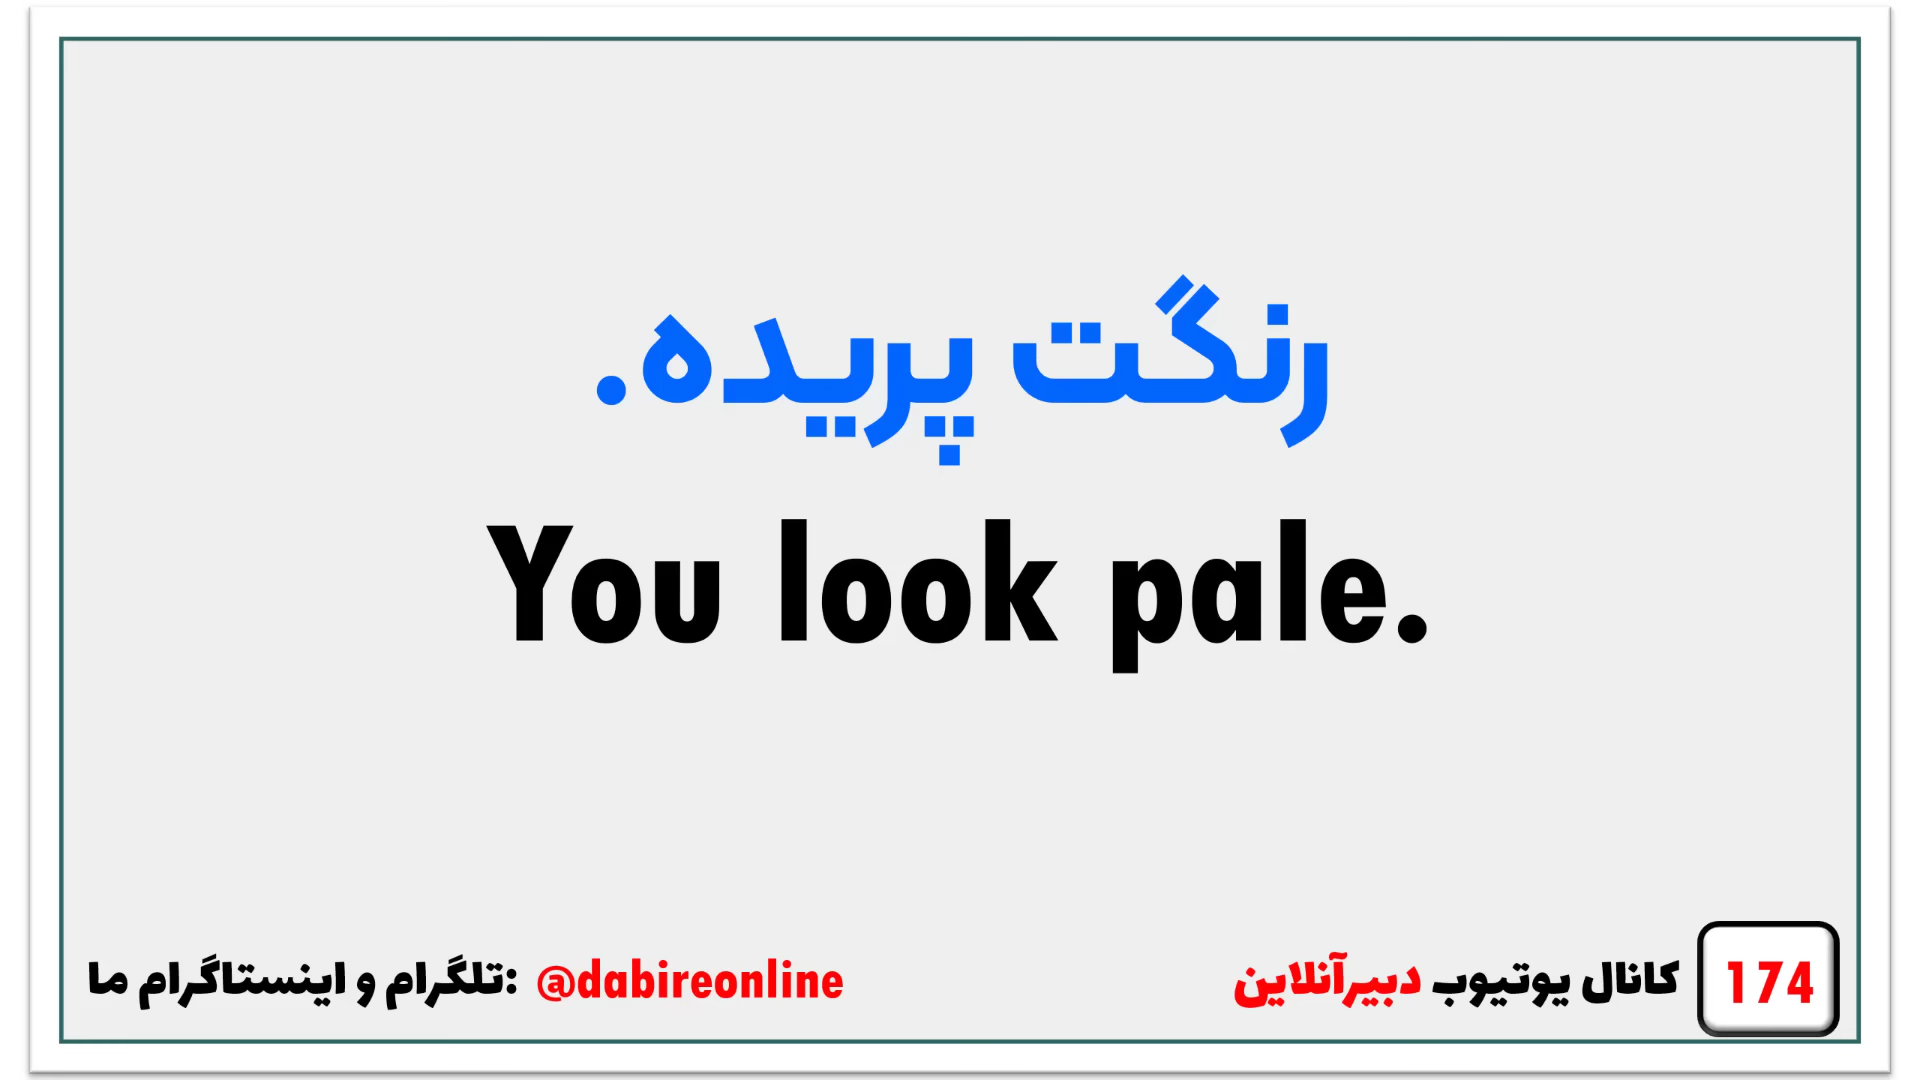 رنگت پریده.
You look pale.
تلگرام و اینستاگرام ما: @dabireonline
کانال یوتیوب دبیرآنلاین
174